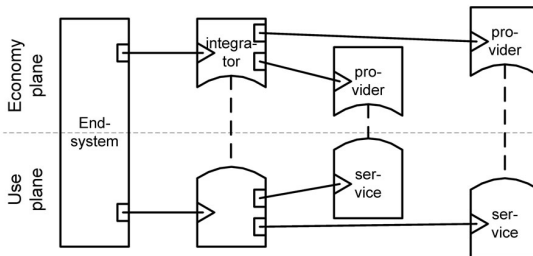 Economy
plane
Use
plane
End-
system
integra-
tor
pro-
vider
pro-
vider
ser-
vice
ser-
vice